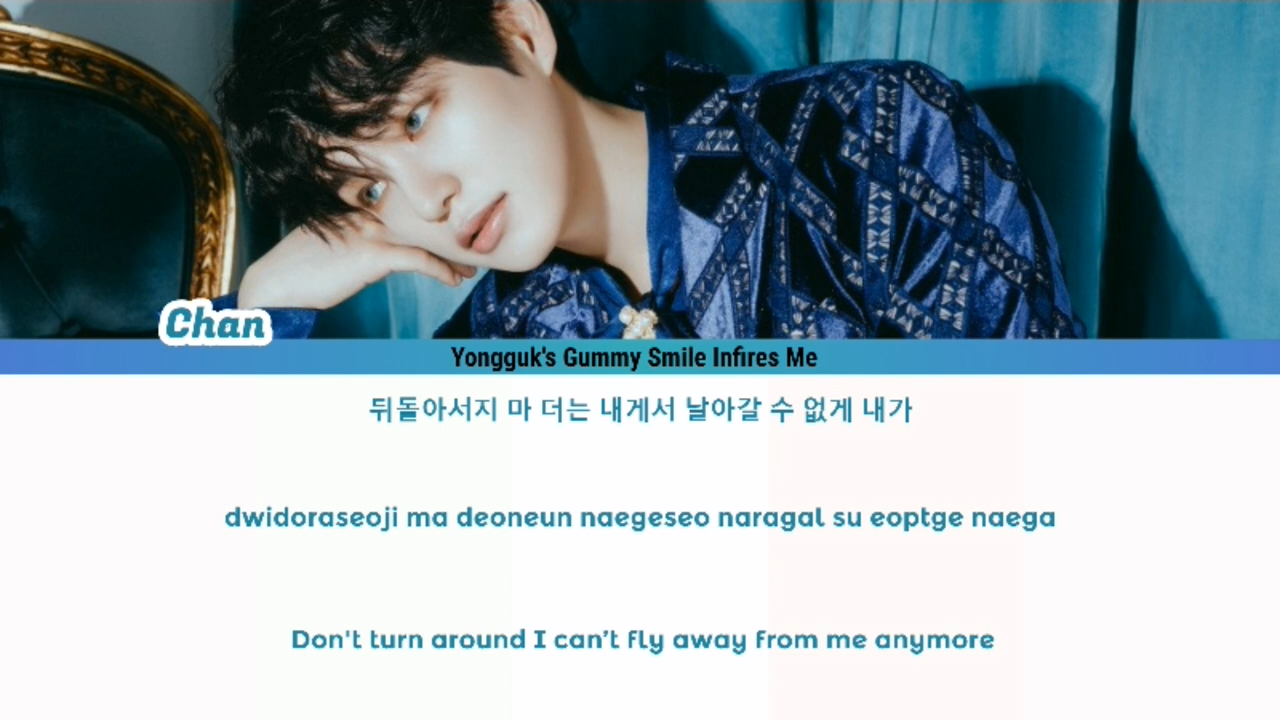 Chan
Yongguk's Gummy Smile Infires Me
뒤돌아서지 마 더는 내게서 날아갈 수 없게 내가
dwidoraseoji ma deoneun naegeseo naragal su eoptge naega
Don't turn around I can’t fly away from me anymore